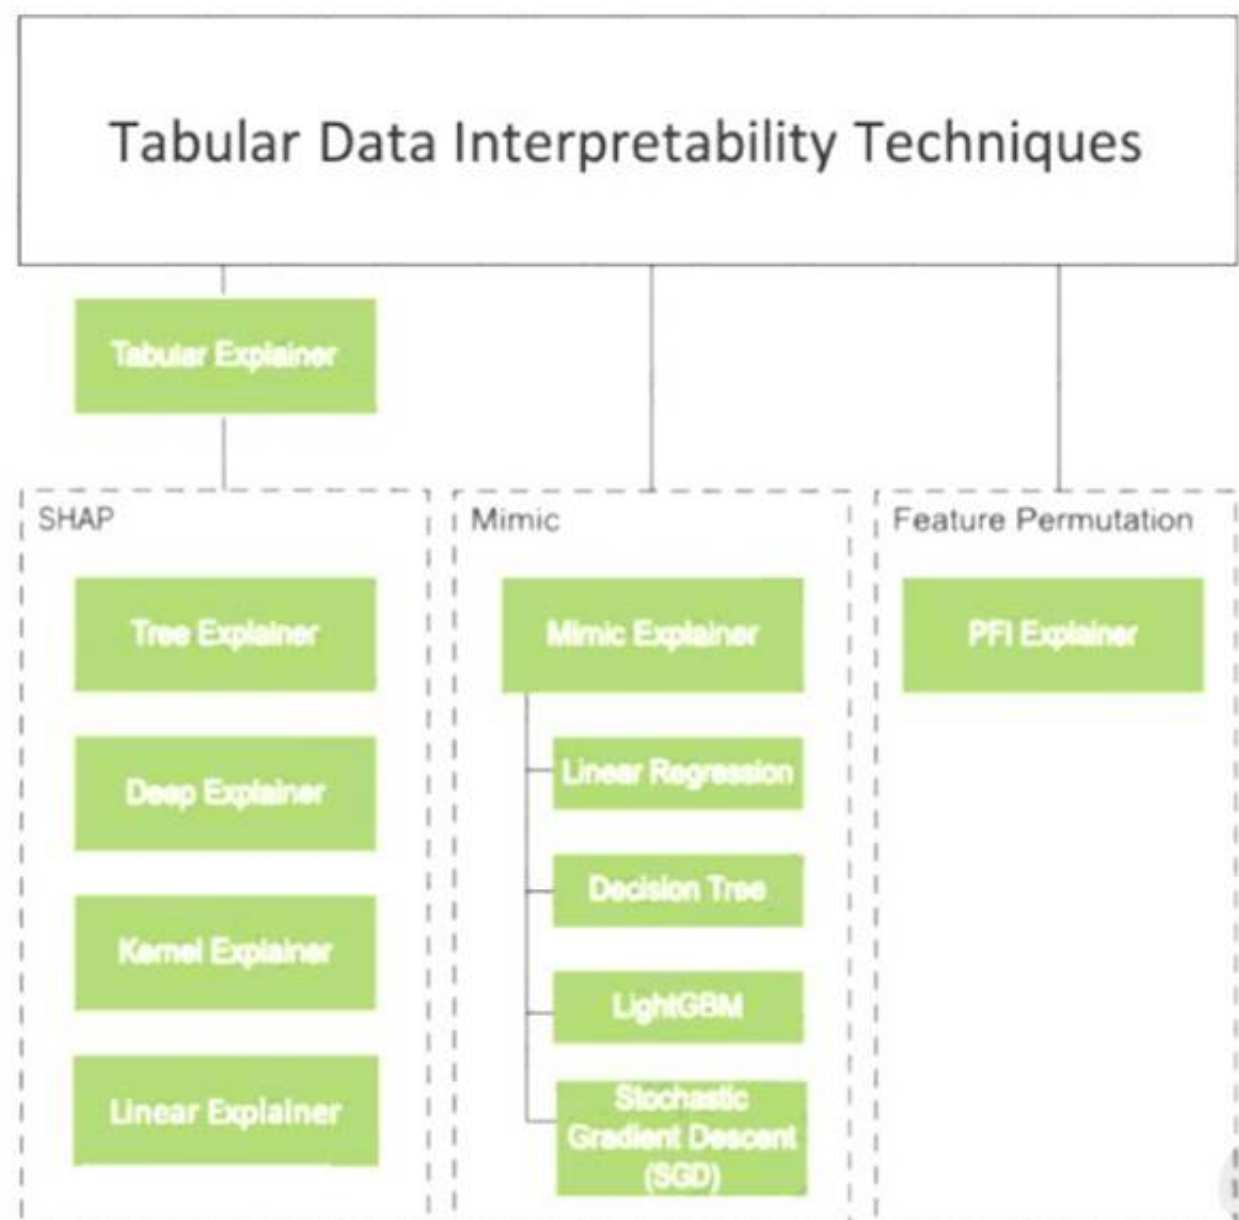 Tabular Data Interpretability Techniques
Tabular Explainer
SHAP
Tree Explainer
Deep Explainer
Kernel Explainer
Linear Explainer
Mimic
Mimic Explainer
Linear Regression
Decision Tree
LightGBM
Stochastic
Gradient Descent
(SGD)
Feature Permutation
PFI Explainer